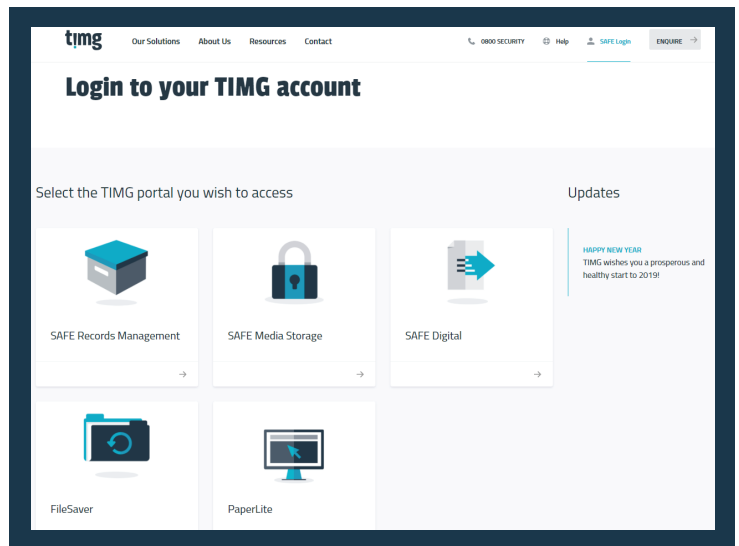 timg
Our Solutions About Us Resources Contact 0800 SECURITY Help SAFE Login ENQUIRE
Login to your TIMG account
Select the TIMG portal you wish to access
Updates
HAPPY NEW YEAR
TIMG wishes you a prosperous and
healthy start to 2019!
SAFE Records Management
SAFE Media Storage
SAFE Digital
FileSaver
PaperLite